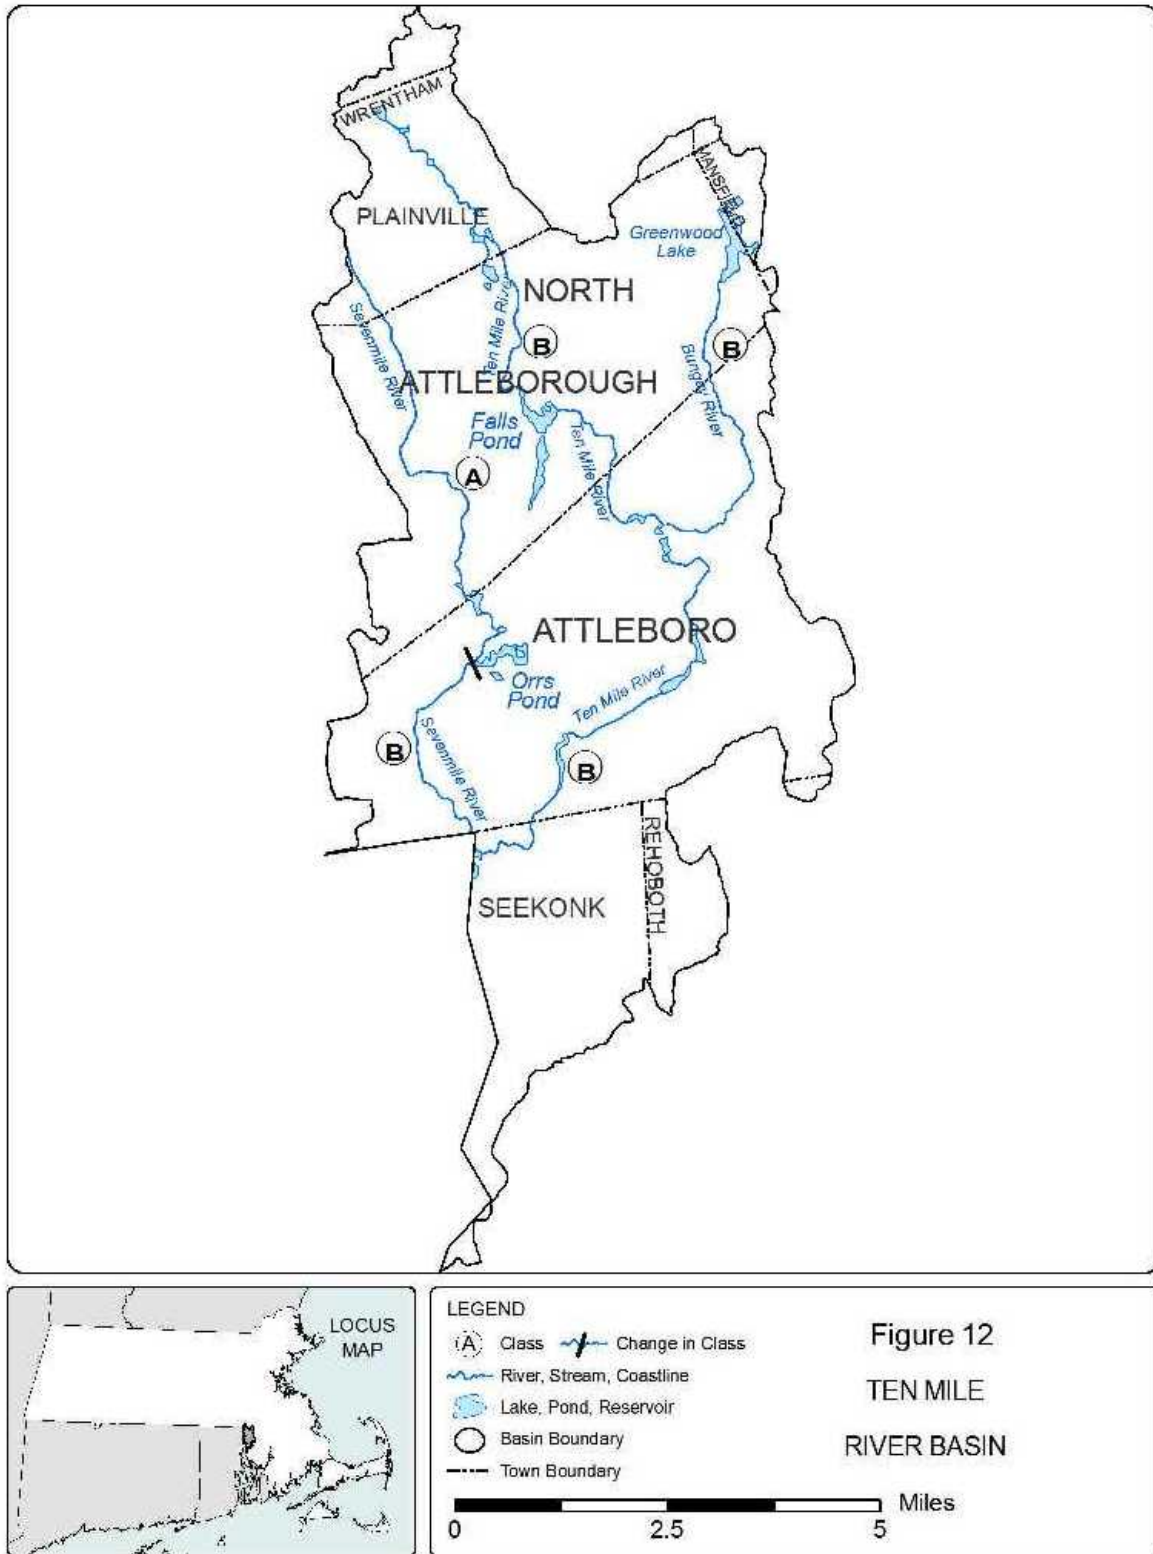 WRENTHAM
MANSFIELD
PLAINVILLE
Greenwood
Lake
NORTH
Ten Mile River
Sevenmile River
B
B
Bungay River
ATTLEBOROUGH
Falls
Pond
Ten Mile River
A
ATTLEBORO
Orrs
Pond
Ten Mile River
Sevenmile River
B
B
REHOBOTH
SEEKONK
LOCUS
MAP
LEGEND
A Class Change in Class
River, Stream, Coastline
Lake, Pond, Reservoir
Basin Boundary
Town Boundary
Miles
0 2.5 5
Figure 12
TEN MILE
RIVER BASIN